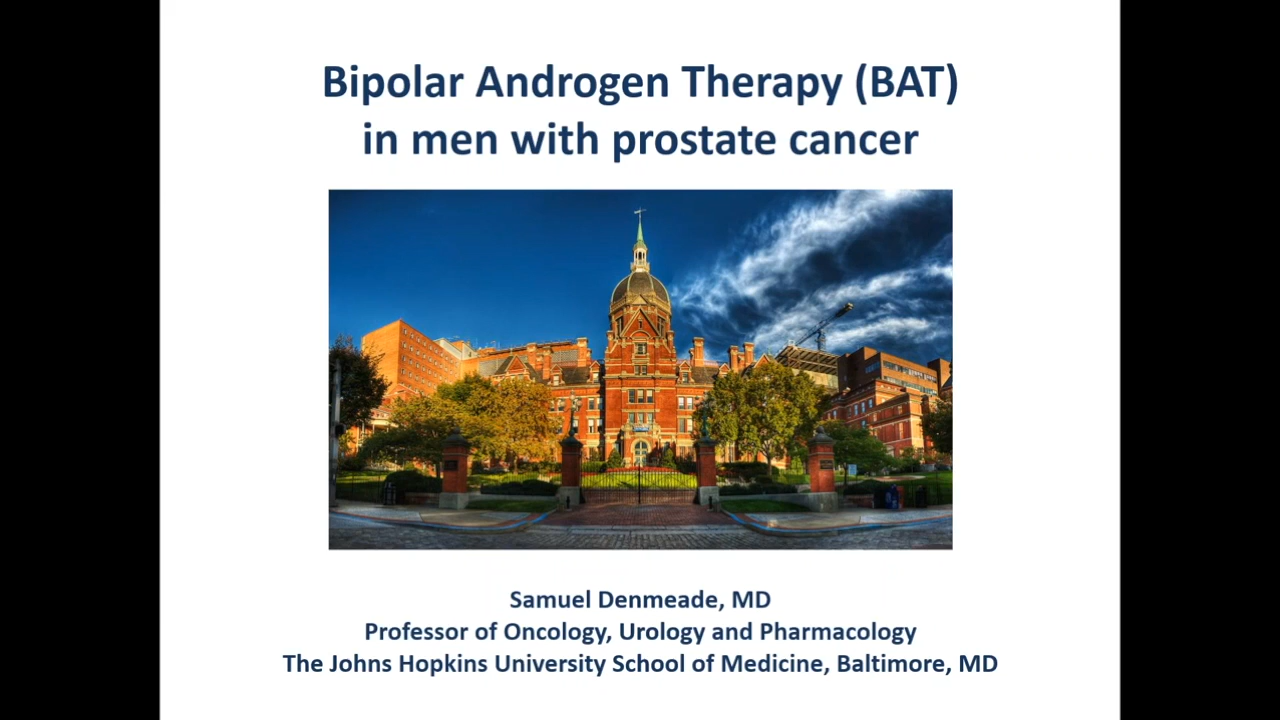 Bipolar Androgen Therapy (BAT)
in men with prostate cancer
Samuel Denmeade, MD
Professor of Oncology, Urology and Pharmacology
The Johns Hopkins University School of Medicine, Baltimore, MD